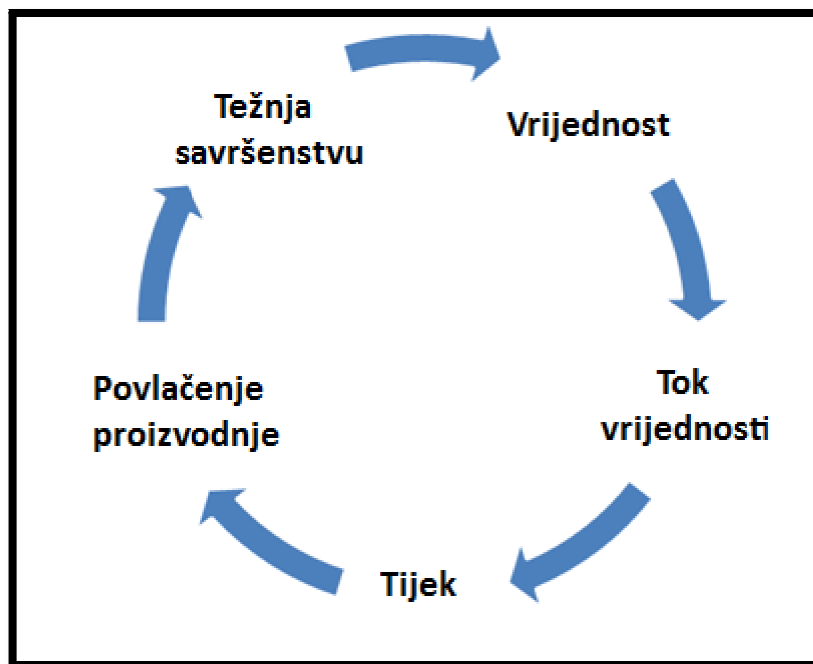 Težnja
savršenstvu
Vrijednost
Tok
vrijednosti
Tijek
Povlačenje
proizvodnje